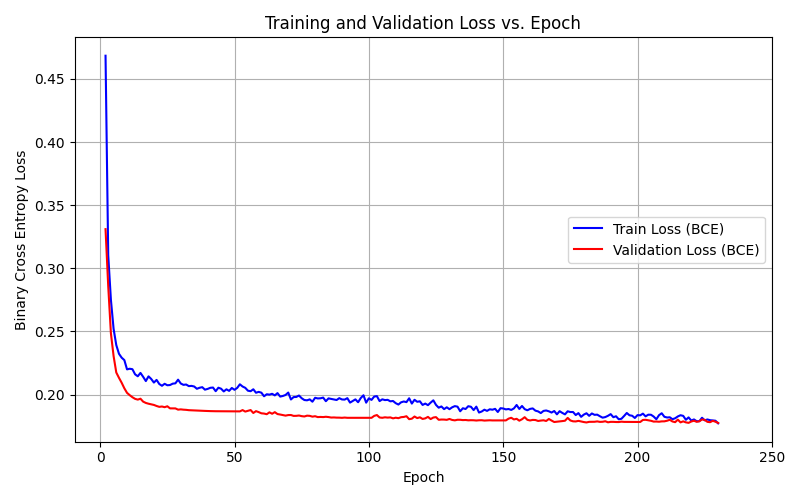 Training and Validation Loss vs. Epoch
0.45
0.40
0.35
0.30
0.25
0.20
Binary Cross Entropy Loss
Train Loss (BCE)
Validation Loss (BCE)
0 50 100 150 200 250
Epoch